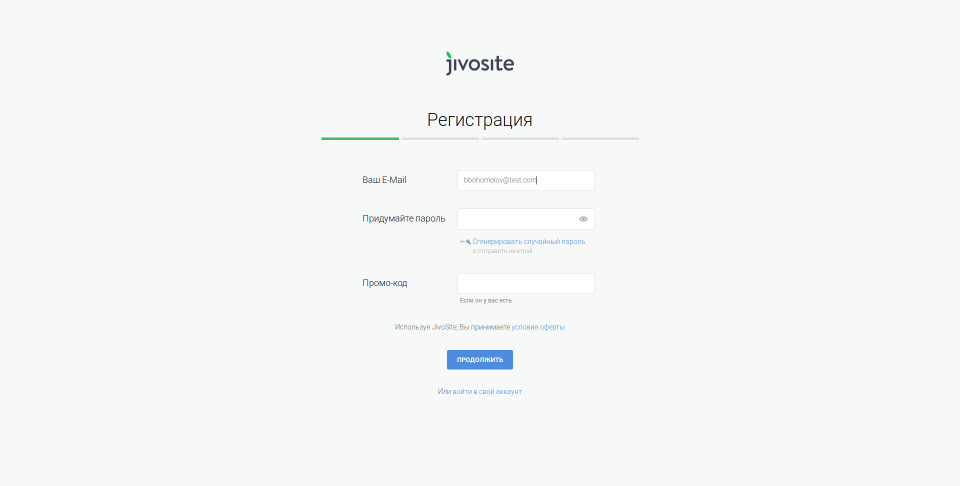 jivosite
Регистрация
Ваш E-Mail
bbohomolov@test.com
Придумайте пароль
Сгенерировать случайный пароль
и отправить на email
Промо-код
Если он у вас есть
Используя JivoSite, Вы принимаете условия оферты
ПРОДОЛЖИТЬ
Или войти в свой аккаунт